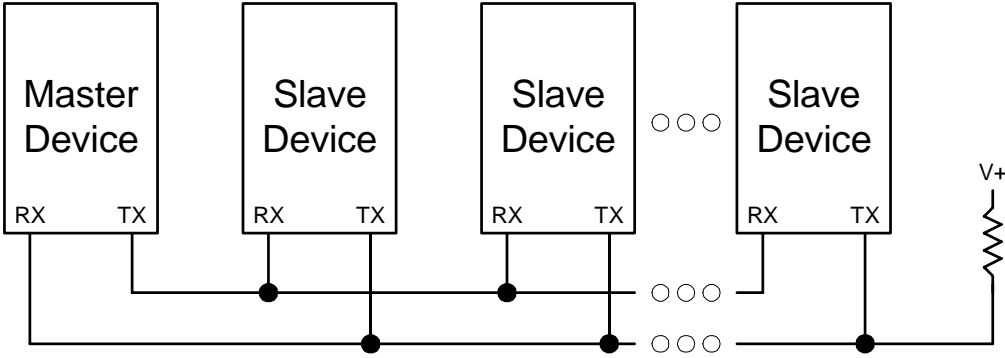 Master
Device
Slave
Device
Slave
Device
Slave
Device
V+
RX TX
RX TX
RX TX
RX TX